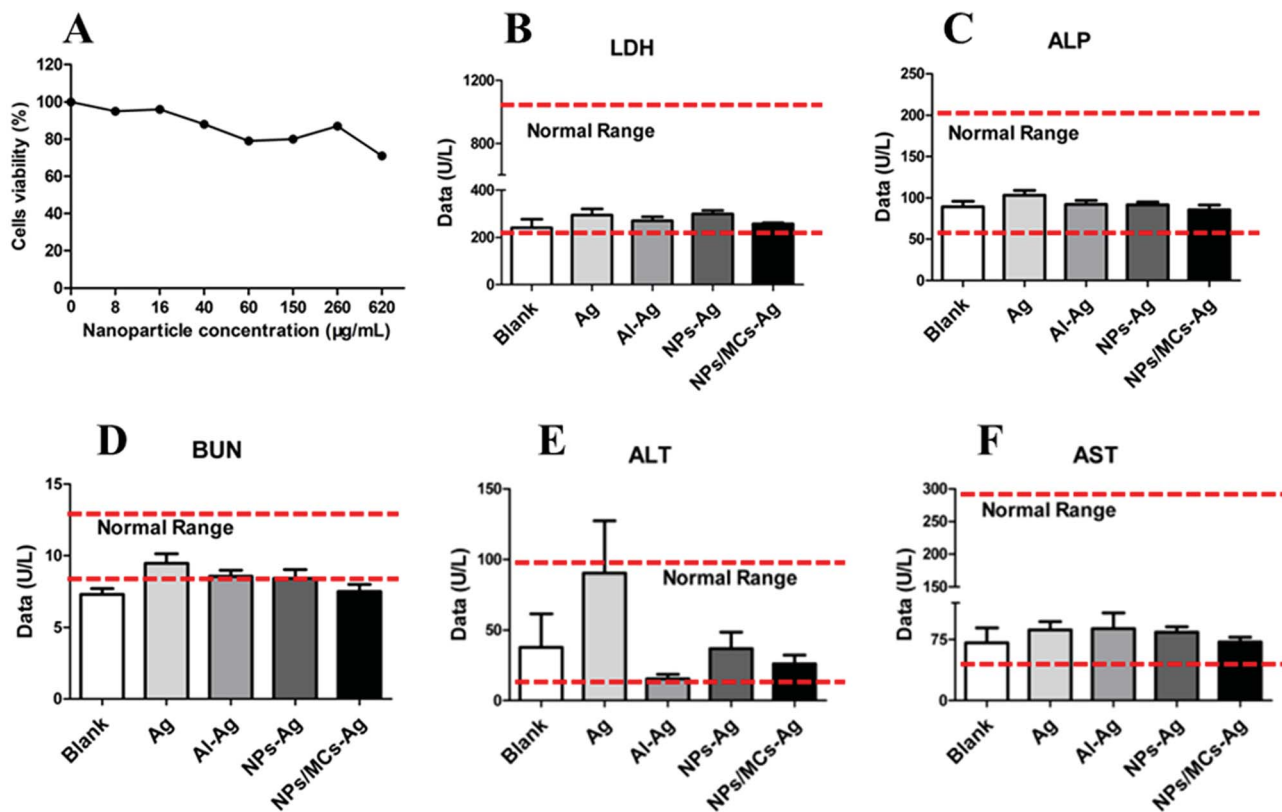 A
Cells viability (%)
120
100
80
60
40
20
0
0 8 16 40 60 150 260 620
Nanoparticle concentration (µg/mL)
B
LDH
Data (U/L)
1200
800
400
200
0
Normal Range
Blank Ag Al-Ag NPs-Ag NPs/MCs-Ag
C
ALP
Data (U/L)
250
200
150
100
50
0
Normal Range
Blank Ag Al-Ag NPs-Ag NPs/MCs-Ag
D
BUN
Data (U/L)
15
10
5
0
Normal Range
Blank Ag Al-Ag NPs-Ag NPs/MCs-Ag
E
ALT
Data (U/L)
150
100
50
0
Normal Range
Blank Ag Al-Ag NPs-Ag NPs/MCs-Ag
F
AST
Data (U/L)
300
250
200
150
75
0
Normal Range
Blank Ag Al-Ag NPs-Ag NPs/MCs-Ag